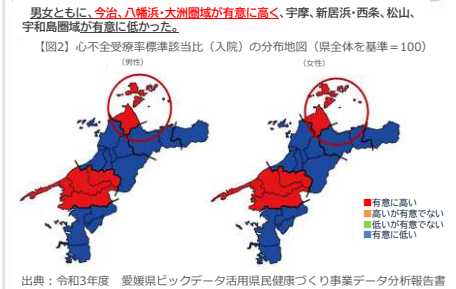 男女ともに、今治、八幡浜・大洲圏域が有意に高く、宇摩、新居浜・西条、松山、
宇和島圏域が有意に低かった。
【図2】心不全受療率標準該当比（入院）の分布地図（県全体を基準＝100）
（男性）
（女性）
有意に高い
高いが有意でない
低いが有意でない
有意に低い
出典：令和3年度　愛媛県ビックデータ活用県民健康づくり事業データ分析報告書